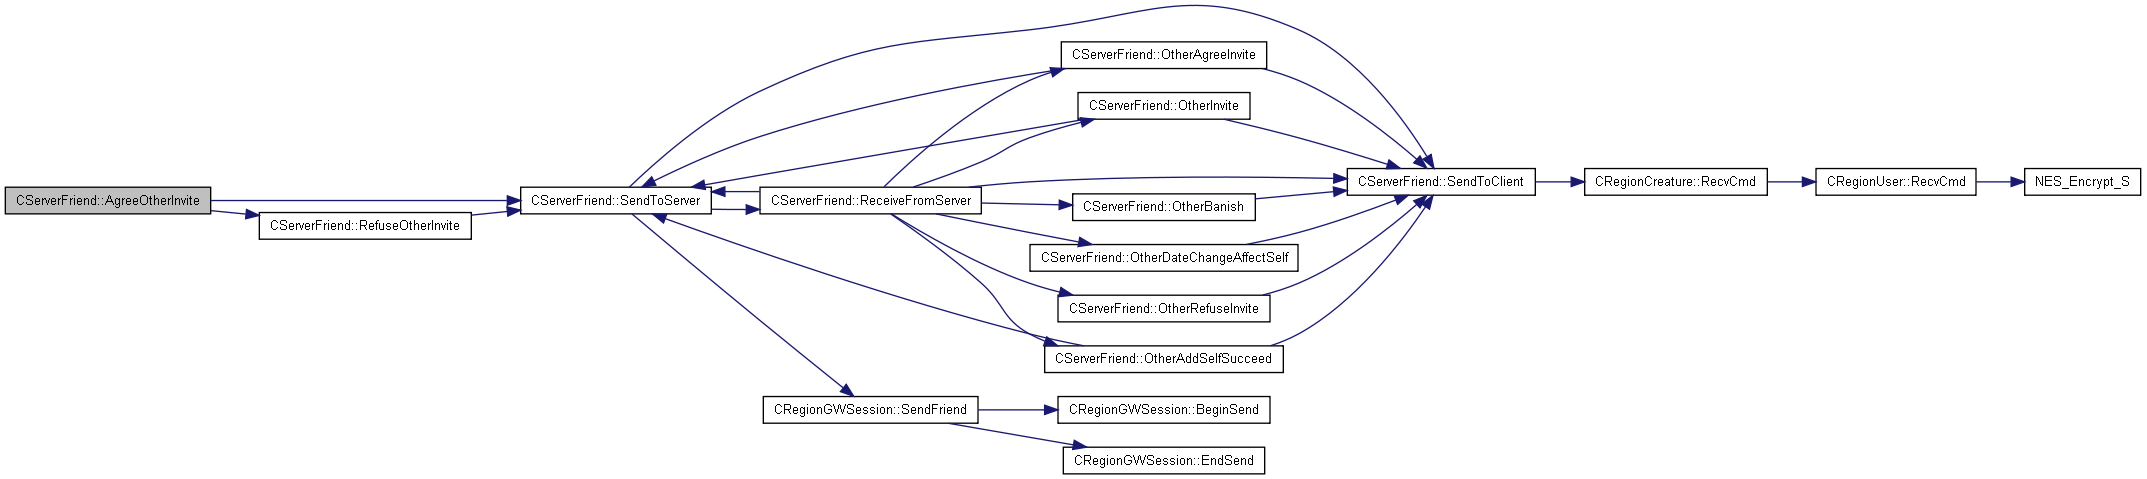 CServerFriend::AgreeOtherInvite
CServerFriend::RefuseOtherInvite
CServerFriend::SendToServer
CServerFriend::ReceiveFromServer
CServerFriend::OtherAgreeInvite
CServerFriend::OtherInvite
CServerFriend::OtherBanish
CServerFriend::OtherDateChangeAffectSelf
CServerFriend::OtherRefuseInvite
CServerFriend::OtherAddSelfSucceed
CServerFriend::SendToClient
CRegionCreature::RecvCmd
CRegionUser::RecvCmd
NES_Encrypt_S
CRegionGWSession::SendFriend
CRegionGWSession::BeginSend
CRegionGWSession::EndSend